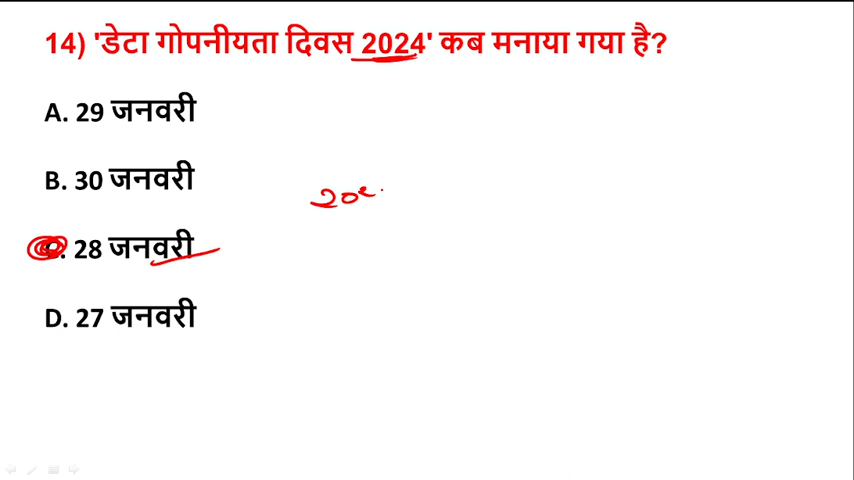 14) 'डेटा गोपनीयता दिवस 2024' कब मनाया गया है?
A. 29 जनवरी
B. 30 जनवरी
28 जनवरी
D. 27 जनवरी